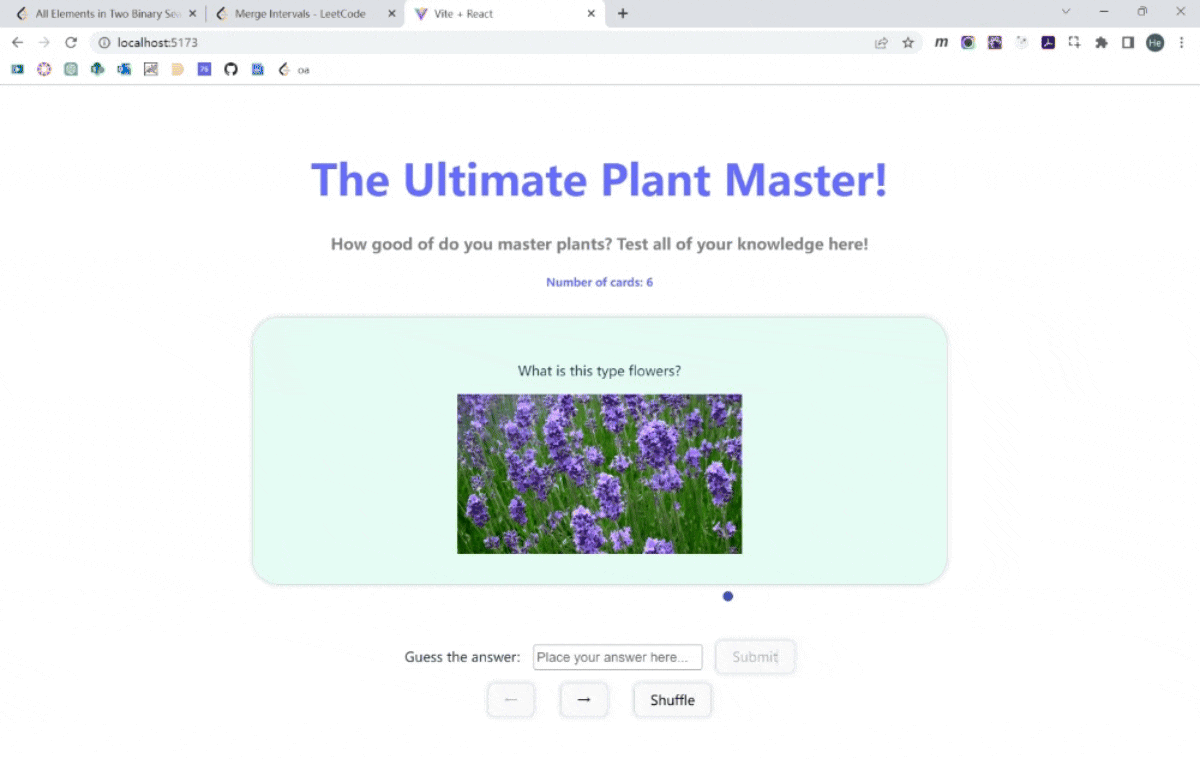 All Elements in Two Binary Sea
Merge Intervals - LeetCode
Vite + React
localhost:5173
He
oa
The Ultimate Plant Master!
How good of do you master plants? Test all of your knowledge here!
Number of cards: 6
What is this type flowers?
Guess the answer: Place your answer here... Submit
← → Shuffle